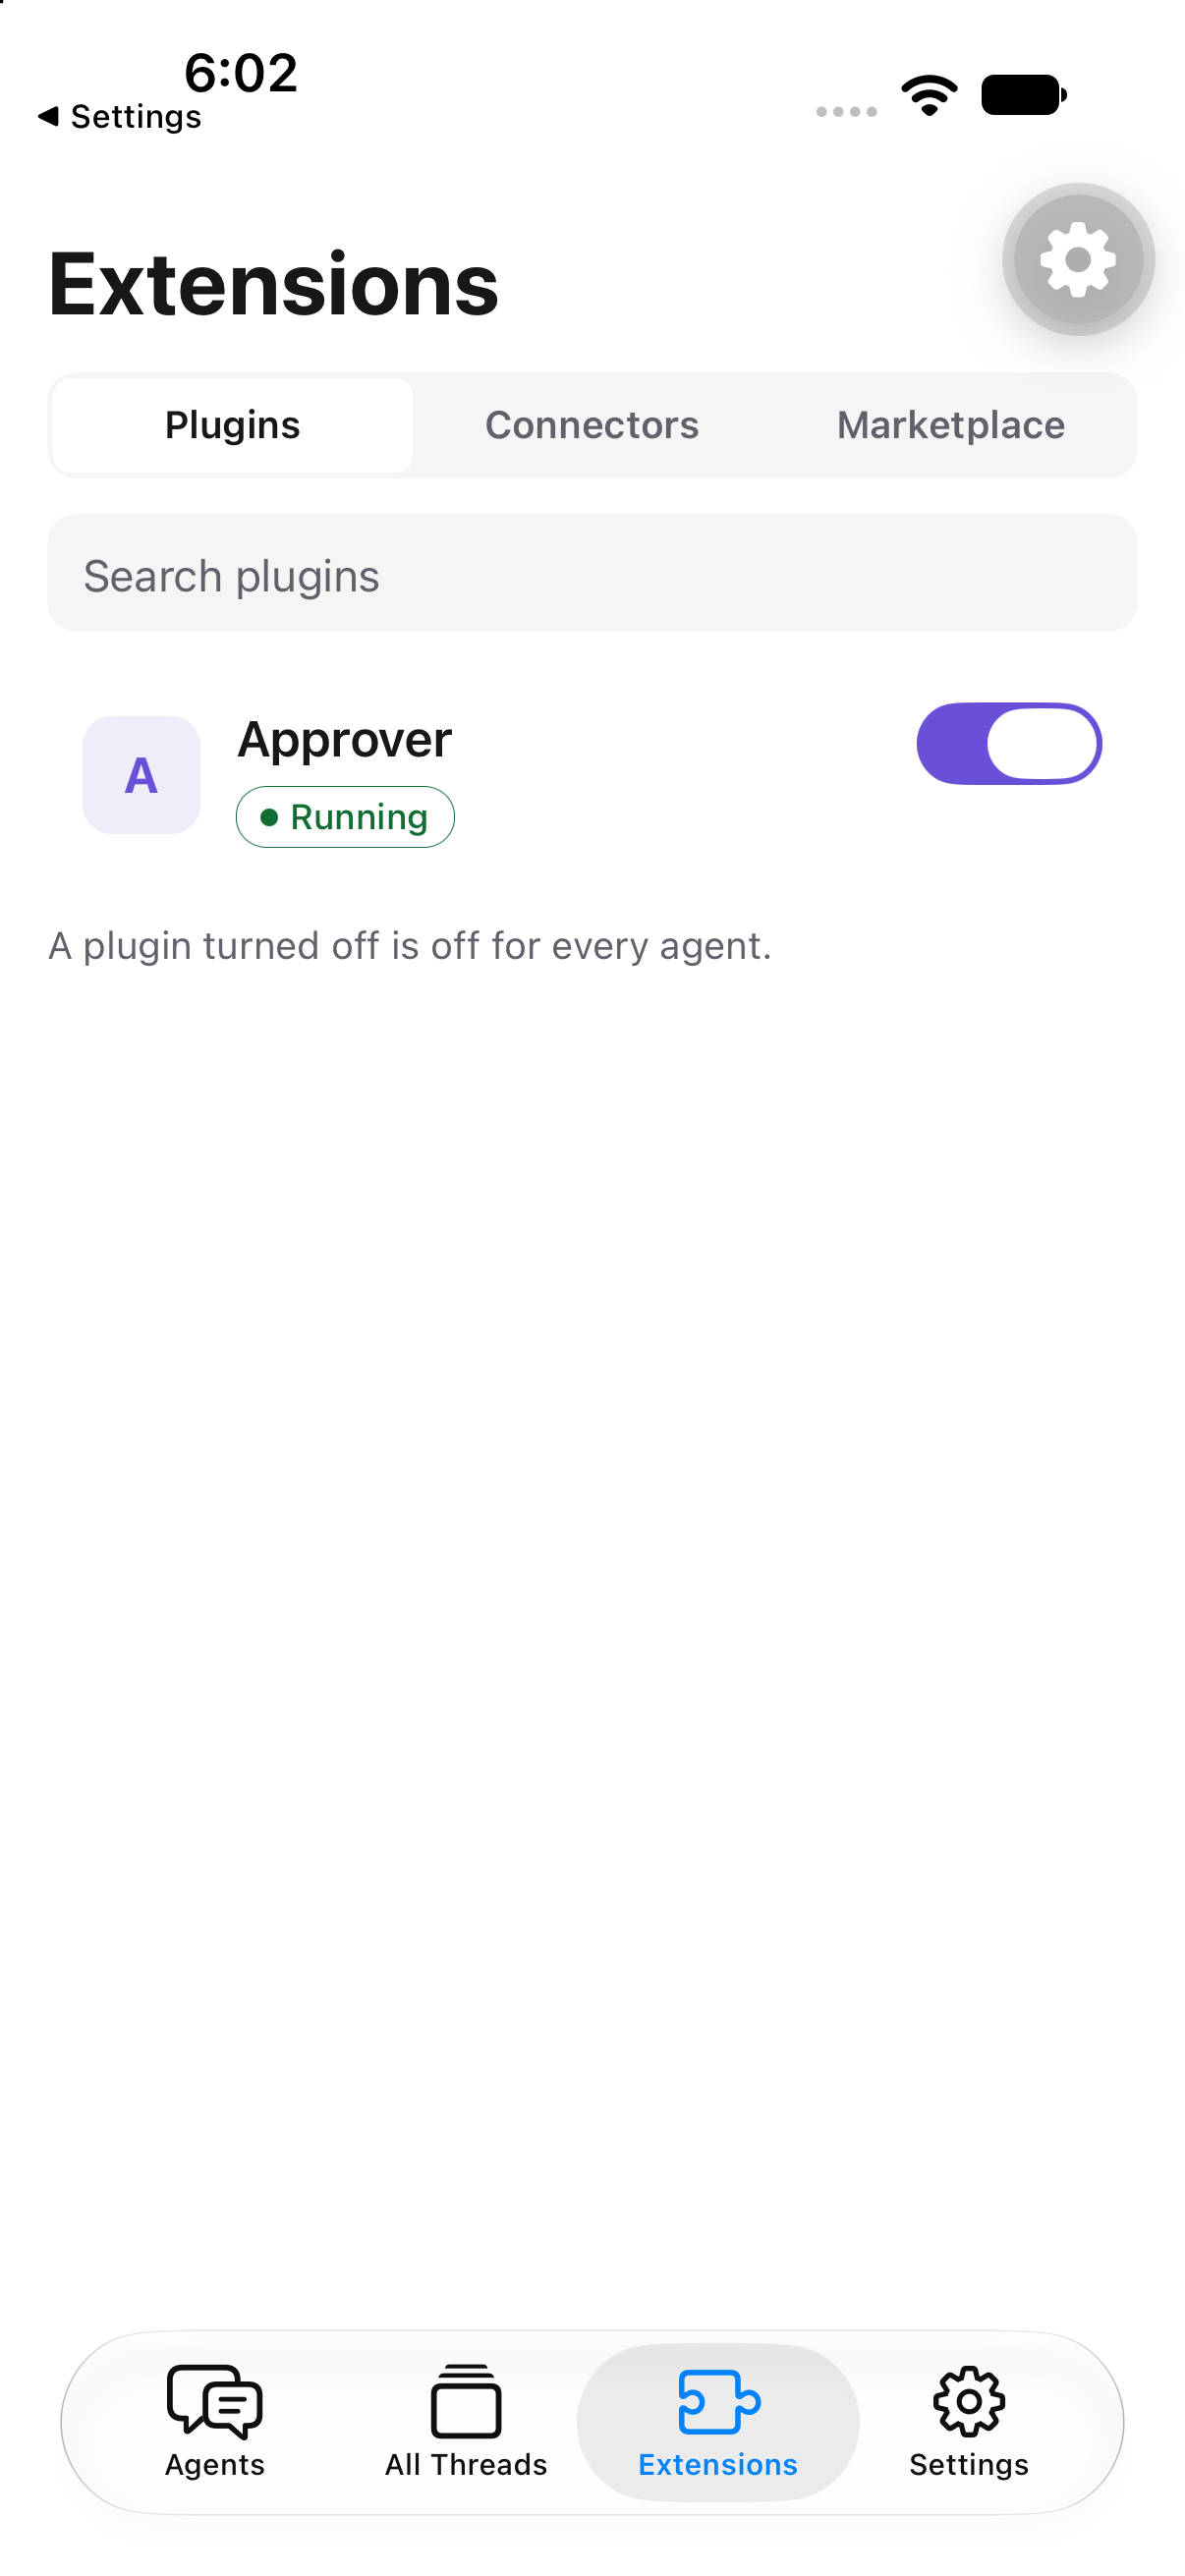 6:02
Settings
Extensions
Plugins
Connectors
Marketplace
Search plugins
A
Approver
Running
A plugin turned off is off for every agent.
Agents
All Threads
Extensions
Settings